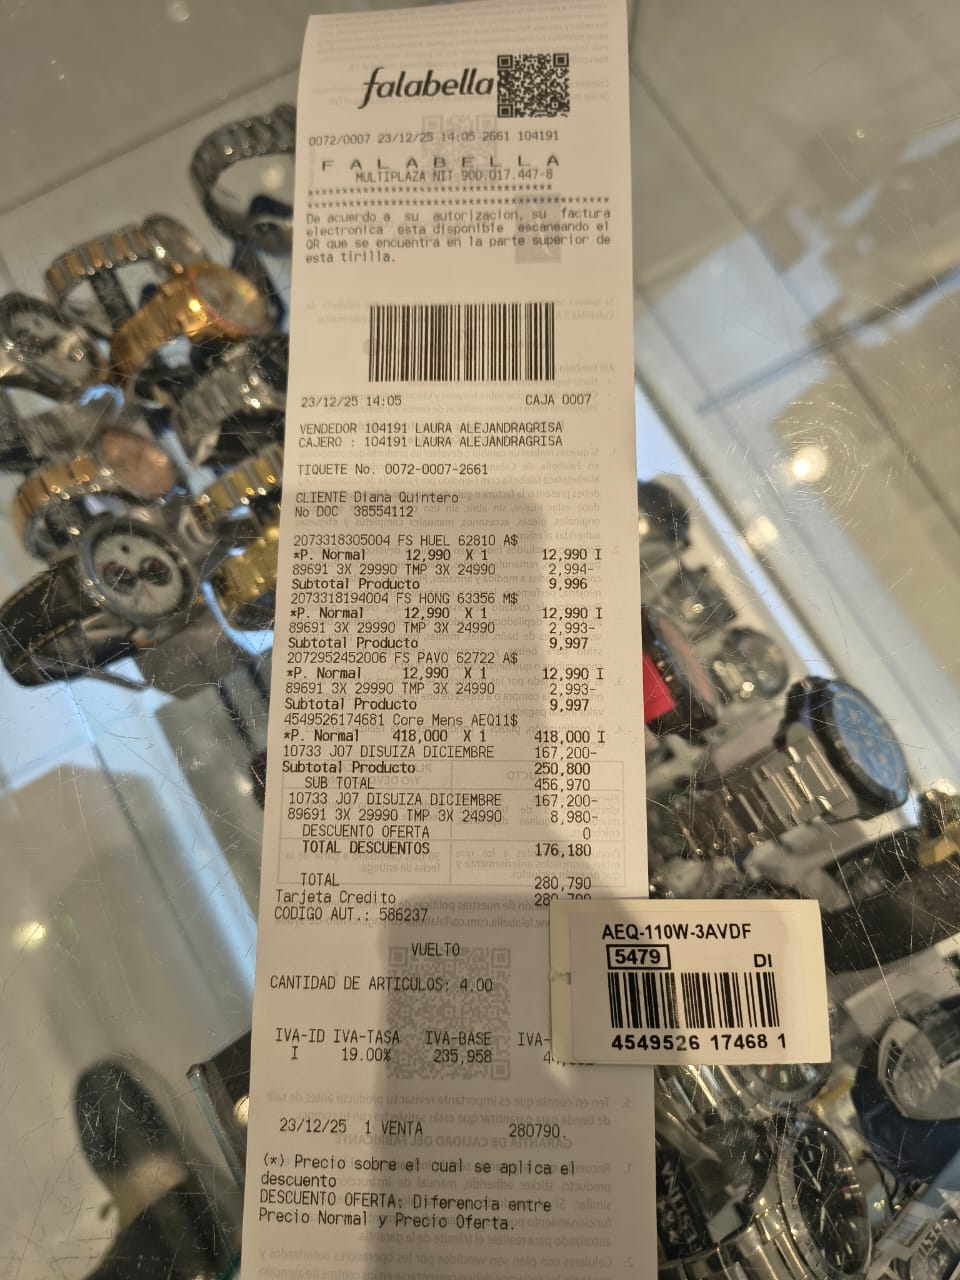 falabella
0072/0007 23/12/25 14:05 2661 104191
F A L A B E L L A
MULTIPLAZA NIT 900.017.447-8
****************************************
****************************************
De acuerdo a su autorizacion, su factura
electronica esta disponible escaneando el
QR que se encuentra en la parte superior de
esta tirilla.
23/12/25 14:05 CAJA 0007
VENDEDOR 104191 LAURA ALEJANDRAGRISA
CAJERO : 104191 LAURA ALEJANDRAGRISA
TIQUETE No. 0072-0007-2661
CLIENTE Diana Quintero
No DOC 38554112
2073318305004 FS HUEL 62810 A$
*P. Normal 12,990 X 1 12,990 I
89691 3X 29990 TMP 3X 24990 2,994-
Subtotal Producto 9,996
2073318194004 FS HONG 63356 M$
*P. Normal 12,990 X 1 12,990 I
89691 3X 29990 TMP 3X 24990 2,993-
Subtotal Producto 9,997
2072952452006 FS PAVO 62722 A$
*P. Normal 12,990 X 1 12,990 I
89691 3X 29990 TMP 3X 24990 2,993-
Subtotal Producto 9,997
4549526174681 Core Mens AEQ11$
*P. Normal 418,000 X 1 418,000 I
10733 J07 DISUIZA DICIEMBRE 167,200-
Subtotal Producto 250,800
SUB TOTAL 456,970
10733 J07 DISUIZA DICIEMBRE 167,200-
89691 3X 29990 TMP 3X 24990 8,980-
DESCUENTO OFERTA 0
TOTAL DESCUENTOS 176,180
TOTAL 280,790
Tarjeta Credito 280,790
CODIGO AUT.: 586237
VUELTO
CANTIDAD DE ARTICULOS: 4.00
IVA-ID IVA-TASA IVA-BASE IVA-
I 19.00% 235,958
23/12/25 1 VENTA 280790.
(*) Precio sobre el cual se aplica el
descuento
DESCUENTO OFERTA: Diferencia entre
Precio Normal y Precio Oferta.
AEQ-110W-3AVDF
5479 DI
4549526 17468 1